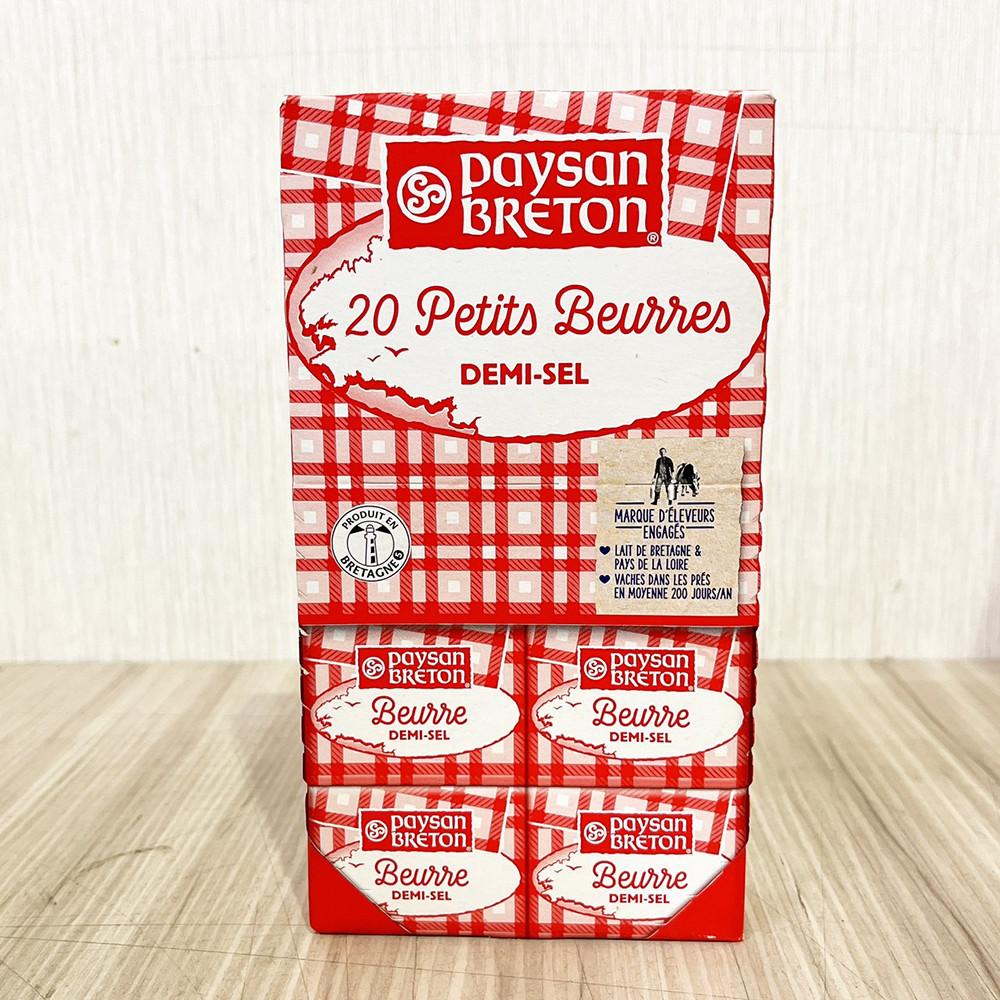 paysan
BRETON®
20 Petits Beurres
DEMI-SEL
PRODUIT EN
BRETAGNE
MARQUE D'ÉLEVEURS
ENGAGÉS
LAIT DE BRETAGNE &
PAYS DE LA LOIRE
VACHES DANS LES PRÉS
EN MOYENNE 200 JOURS/AN
paysan
BRETON
Beurre
DEMI-SEL
paysan
BRETON
Beurre
DEMI-SEL
paysan
BRETON
Beurre
DEMI-SEL
paysan
BRETON
Beurre
DEMI-SEL